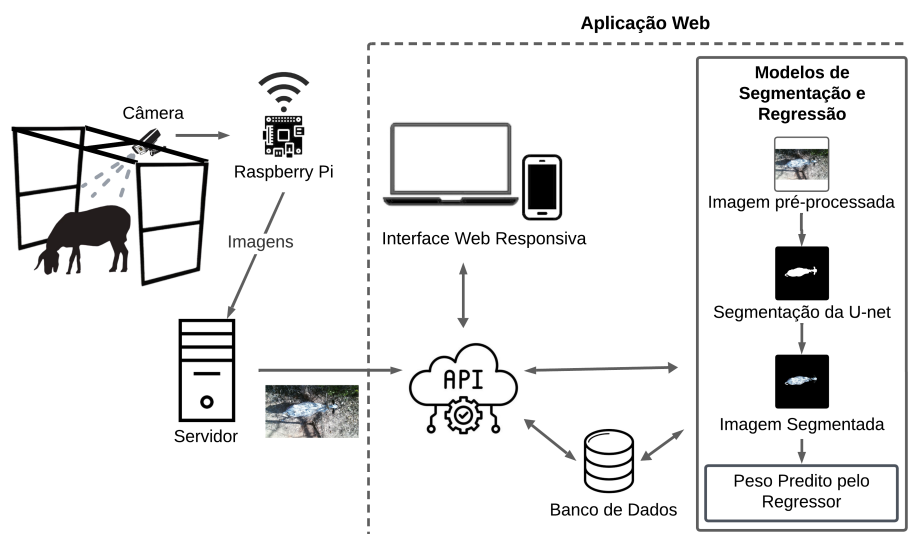 Aplicação Web
Câmera
Raspberry Pi
Imagens
Servidor
Interface Web Responsiva
API
Banco de Dados
Modelos de
Segmentação e
Regressão
Imagem pré-processada
Segmentação da U-net
Imagem Segmentada
Peso Predito pelo
Regressor